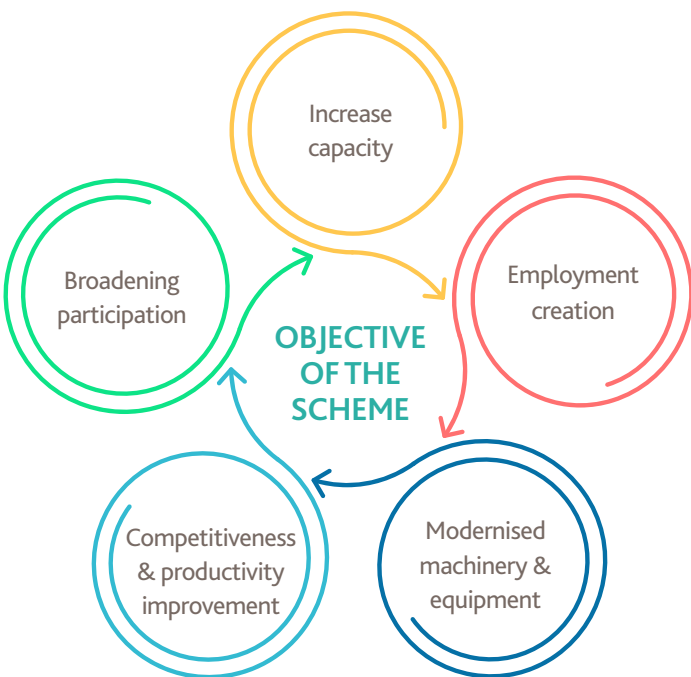 Increase
capacity
Employment
creation
Modernised
machinery &
equipment
Competitiveness
& productivity
improvement
Broadening
participation
OBJECTIVE
OF THE
SCHEME